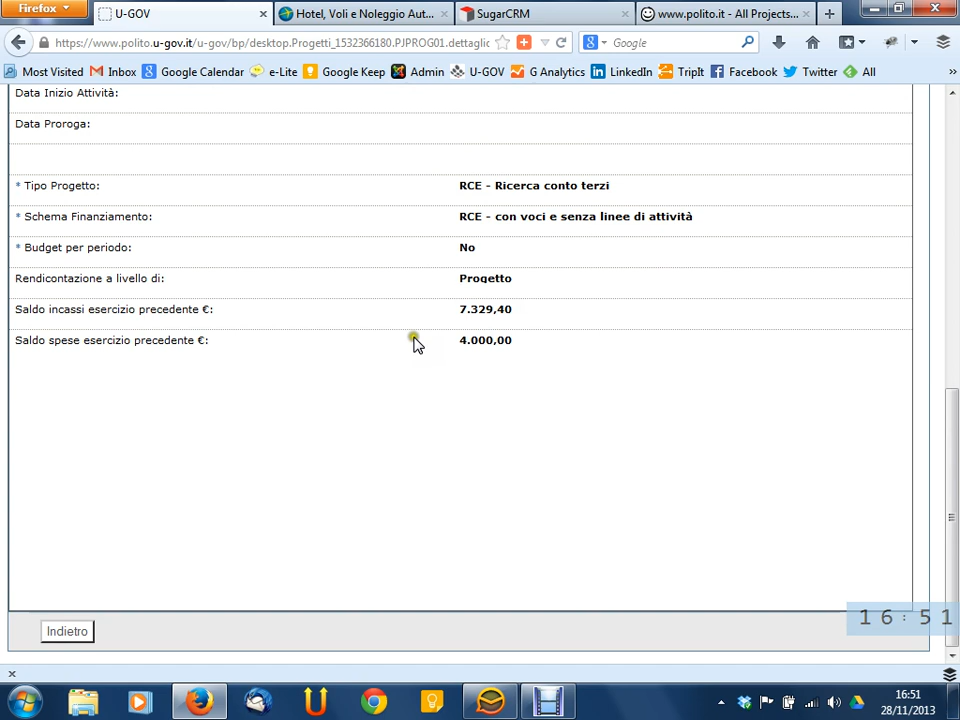 Firefox
U-GOV
Hotel, Voli e Noleggio Aut...
SugarCRM
www.polito.it - All Projects...
https://www.polito.u-gov.it/u-gov/bp/desktop.Progetti_1532366180.PJPROG01.dettaglic
Google
Most Visited
Inbox
Google Calendar
e-Lite
Google Keep
Admin
U-GOV
G Analytics
LinkedIn
TripIt
Facebook
Twitter
All
»
Data Inizio Attività:
Data Proroga:
* Tipo Progetto: RCE - Ricerca conto terzi
* Schema Finanziamento: RCE - con voci e senza linee di attività
* Budget per periodo: No
Rendicontazione a livello di: Progetto
Saldo incassi esercizio precedente €: 7.329,40
Saldo spese esercizio precedente €: 4.000,00
Indietro
16:51
x
16:51
28/11/2013